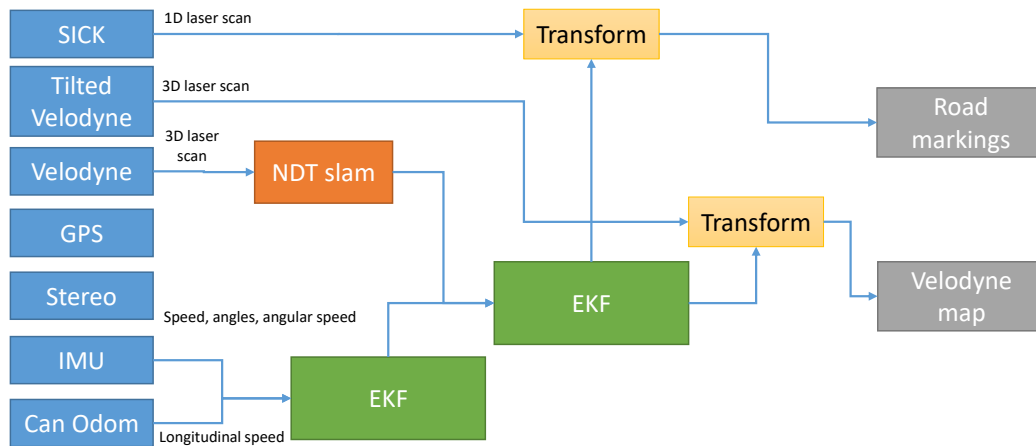 SICK
1D laser scan
Transform
Tilted
Velodyne
3D laser scan
Road
markings
3D laser
scan
Velodyne
NDT slam
GPS
Transform
Stereo
EKF
Velodyne
map
Speed, angles, angular speed
IMU
EKF
Can Odom
Longitudinal speed